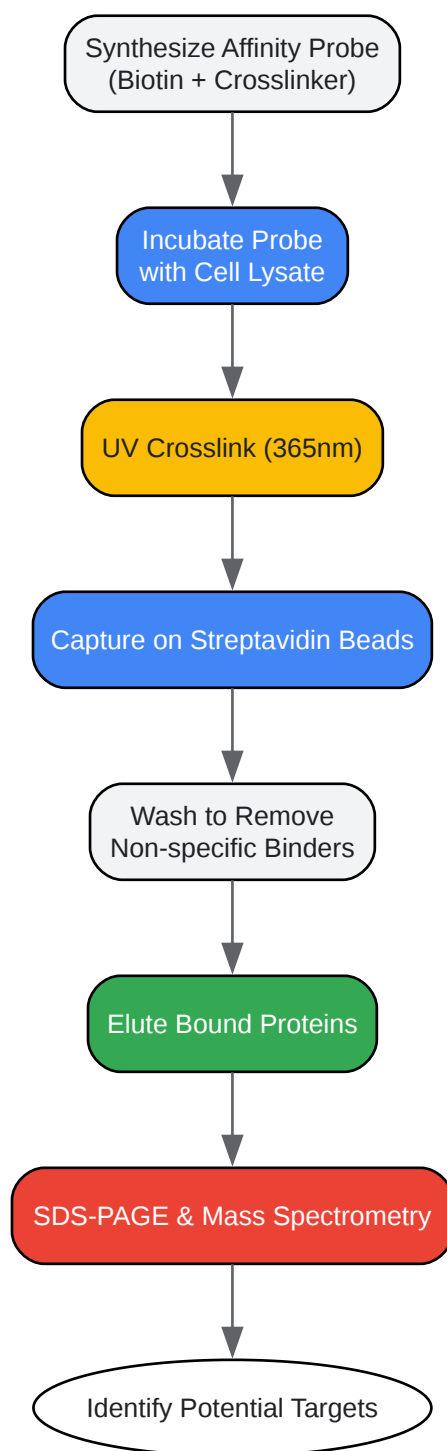 Synthesize Affinity Probe
(Biotin + Crosslinker)
Incubate Probe
with Cell Lysate
UV Crosslink (365nm)
Capture on Streptavidin Beads
Wash to Remove
Non-specific Binders
Elute Bound Proteins
SDS-PAGE & Mass Spectrometry
Identify Potential Targets